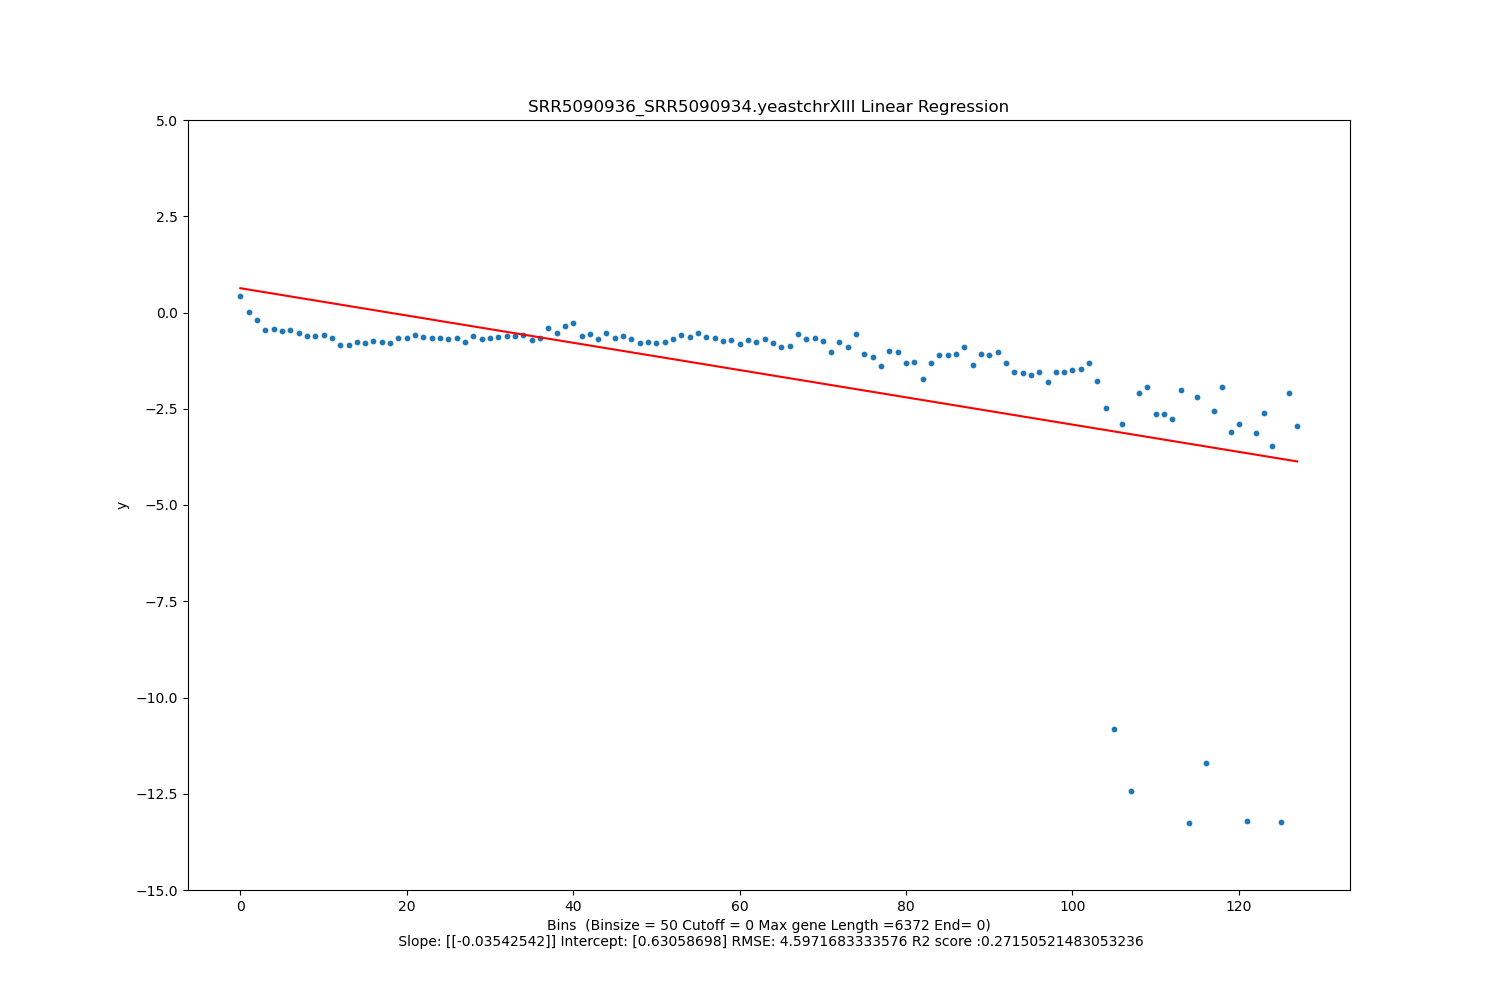 SRR5090936_SRR5090934.yeastchrXIII Linear Regression
5.0
2.5
0.0
−2.5
−5.0
−7.5
−10.0
−12.5
−15.0
y
0 20 40 60 80 100 120
Bins  (Binsize = 50 Cutoff = 0 Max gene Length =6372 End= 0)
Slope: [[-0.03542542]] Intercept: [0.63058698] RMSE: 4.5971683333576 R2 score :0.27150521483053236